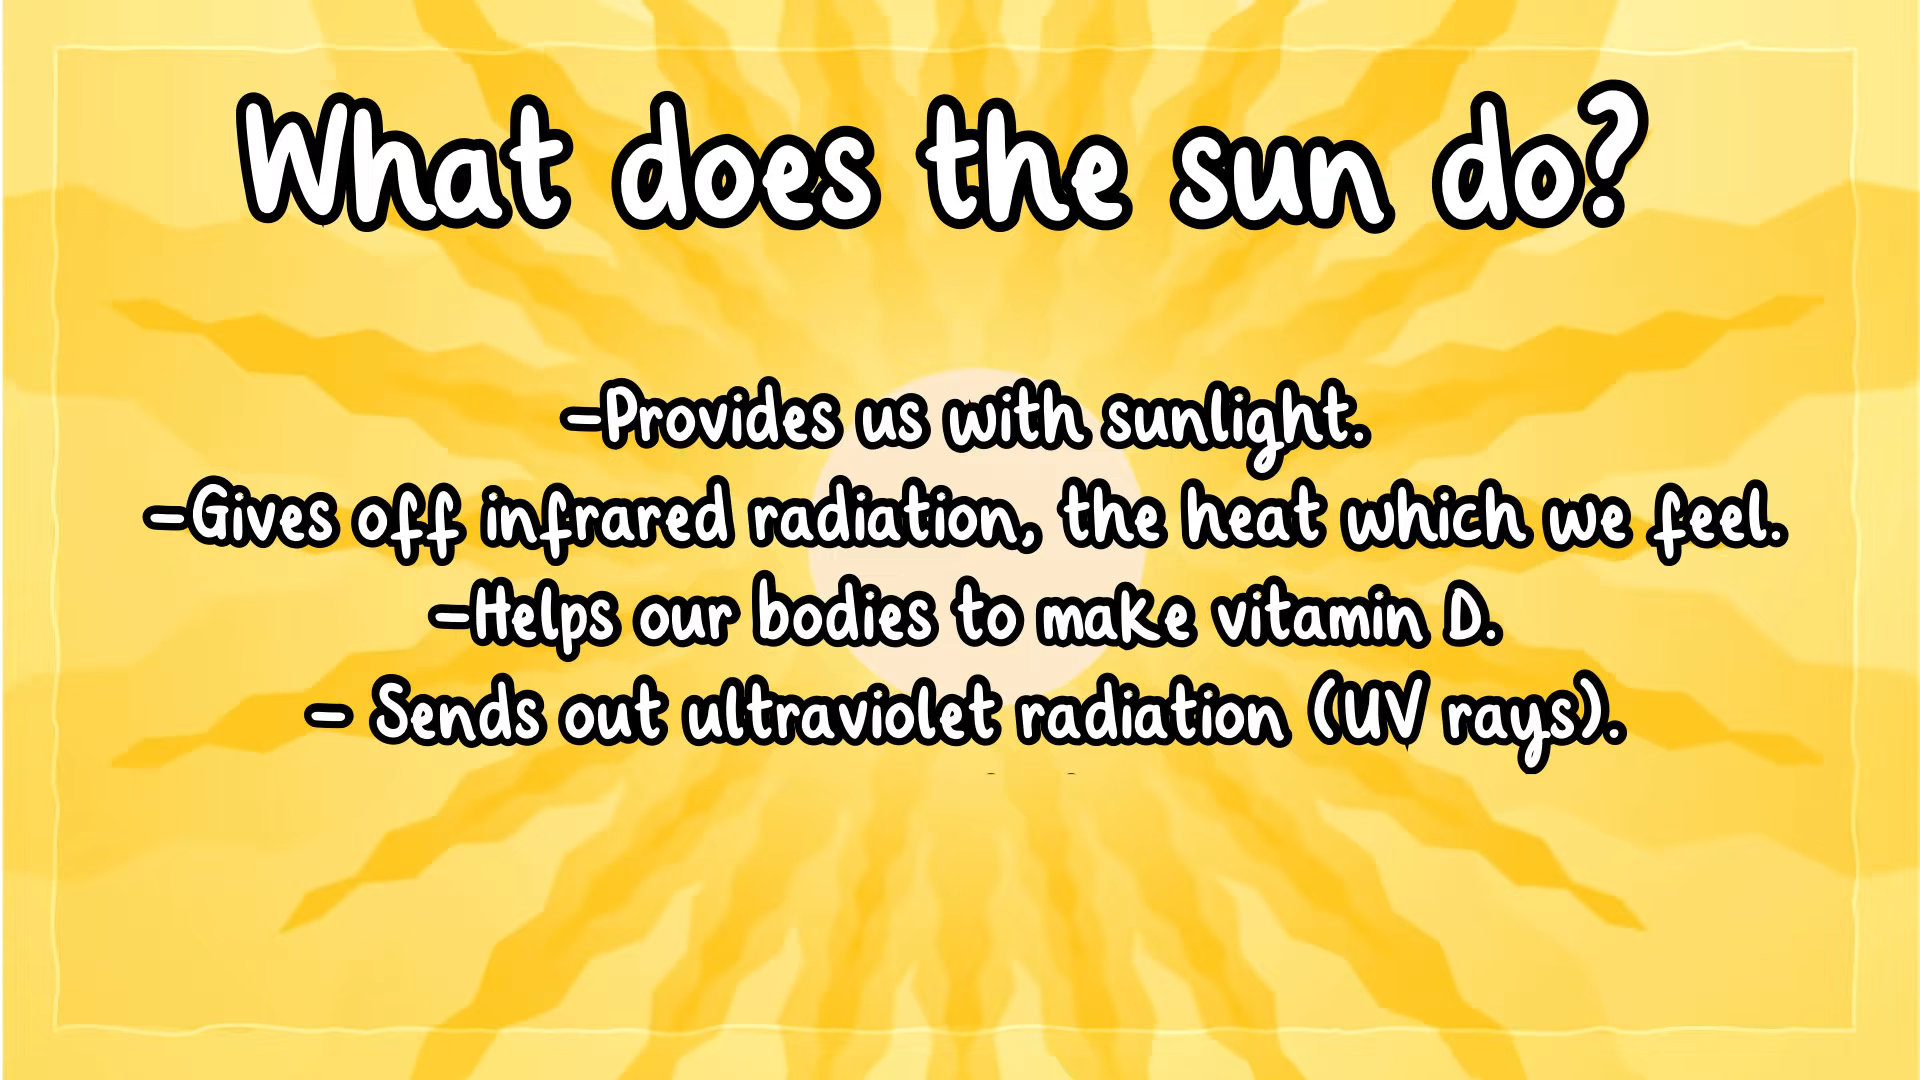 What does the sun do?
-Provides us with sunlight.
-Gives off infrared radiation, the heat which we feel.
-Helps our bodies to make vitamin D.
- Sends out ultraviolet radiation (UV rays).